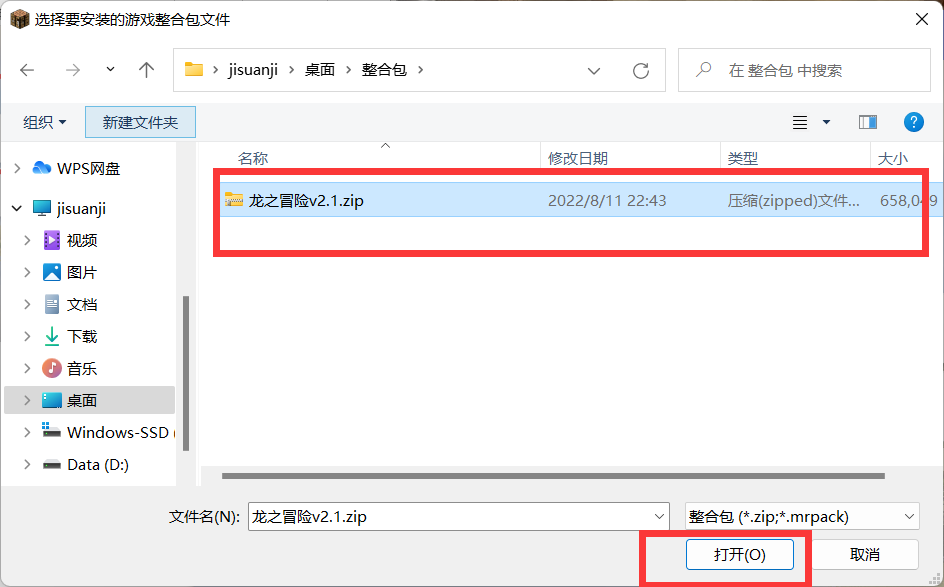 选择要安装的游戏整合包文件
jisuanji 桌面 整合包
在 整合包 中搜索
组织 新建文件夹
名称 修改日期 类型 大小
龙之冒险v2.1.zip 2022/8/11 22:43 压缩(zipped)文件... 658,049
WPS网盘
jisuanji
视频
图片
文档
下载
音乐
桌面
Windows-SSD (
Data (D:)
文件名(N): 龙之冒险v2.1.zip 整合包 (*.zip;*.mrpack)
打开(O) 取消